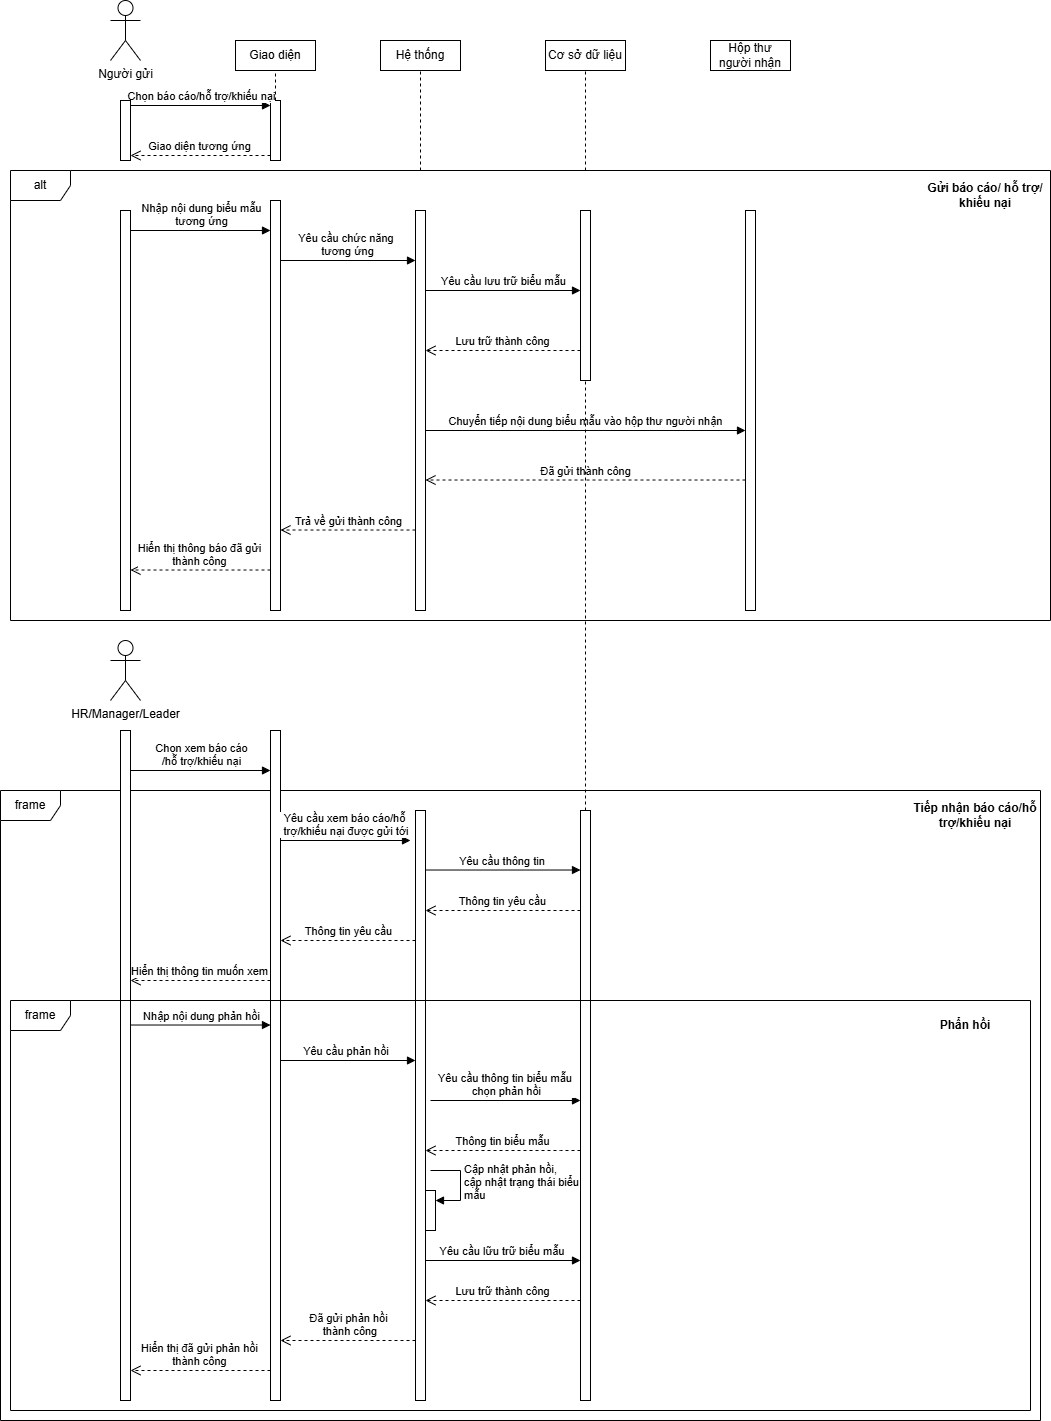 Người gửi
Giao diện
Hệ thống
Cơ sở dữ liệu
Hộp thư
người nhận
Chọn báo cáo/hỗ trợ/khiếu nại
Giao diện tương ứng
alt
Gửi báo cáo/ hỗ trợ/
khiếu nại
Nhập nội dung biểu mẫu
tương ứng
Yêu cầu chức năng
tương ứng
Yêu cầu lưu trữ biểu mẫu
Lưu trữ thành công
Chuyển tiếp nội dung biểu mẫu vào hộp thư người nhận
Đã gửi thành công
Trả về gửi thành công
Hiển thị thông báo đã gửi
thành công
HR/Manager/Leader
Chọn xem báo cáo
/hỗ trợ/khiếu nại
frame
Tiếp nhận báo cáo/hỗ
trợ/khiếu nại
Yêu cầu xem báo cáo/hỗ
trợ/khiếu nại được gửi tới
Yêu cầu thông tin
Thông tin yêu cầu
Thông tin yêu cầu
Hiển thị thông tin muốn xem
frame
Phản hồi
Nhập nội dung phản hồi
Yêu cầu phản hồi
Yêu cầu thông tin biểu mẫu
chọn phản hồi
Thông tin biểu mẫu
Cập nhật phản hồi,
cập nhật trạng thái biểu
mẫu
Yêu cầu lữu trữ biểu mẫu
Lưu trữ thành công
Đã gửi phản hồi
thành công
Hiển thị đã gửi phản hồi
thành công